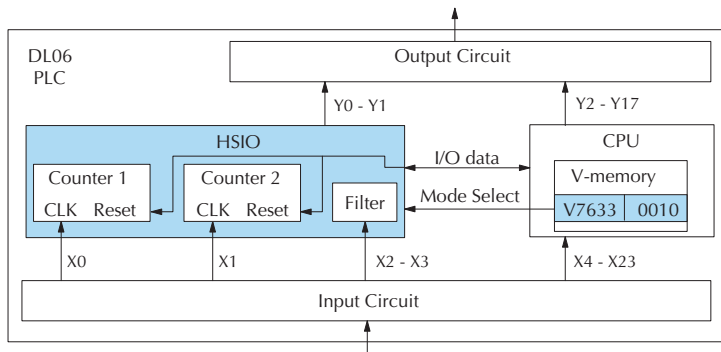 DL06
PLC
Output Circuit
Y0 - Y1
Y2 - Y17
HSIO
CPU
I/O data
Counter 1
CLK Reset
Counter 2
CLK Reset
Filter
Mode Select
V-memory
V7633 0010
X0
X1
X2 - X3
X4 - X23
Input Circuit